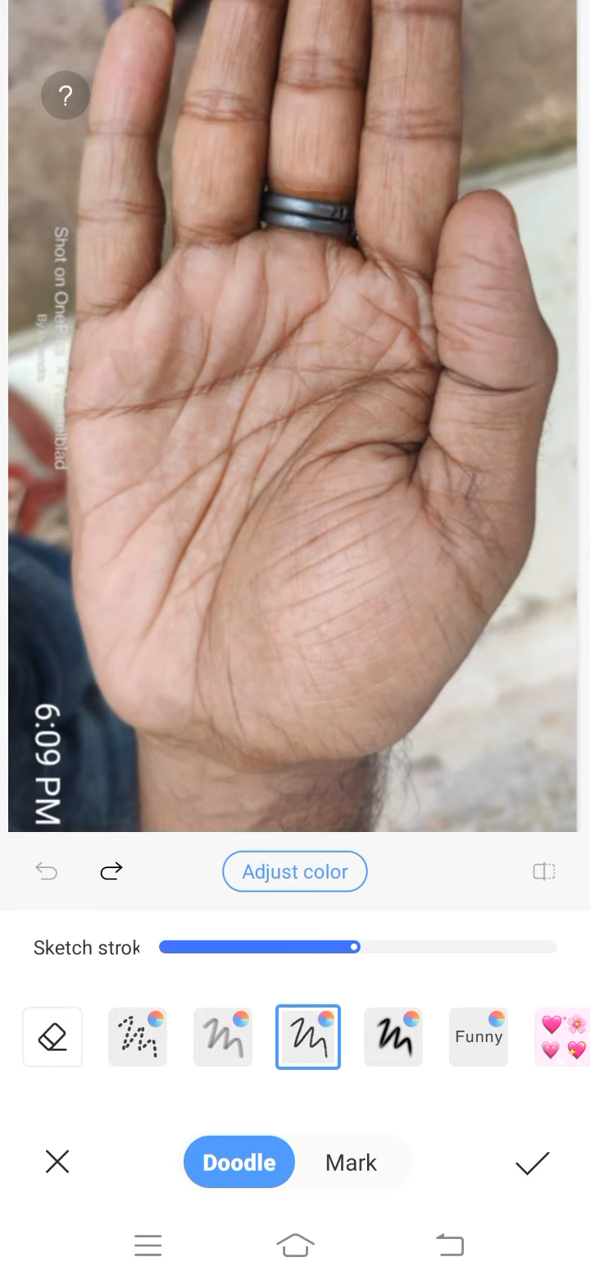 ?
Shot on OnePlus × Hasselblad
6:09 PM
Adjust color
Sketch strok
Funny
Doodle
Mark